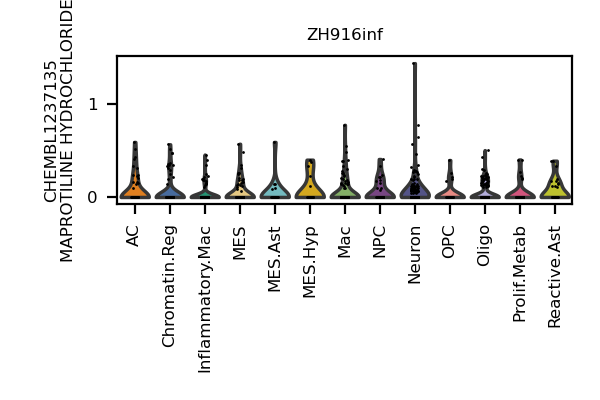 ZH916inf
CHEMBL1237135
MAPROTILINE HYDROCHLORIDE
1
0
AC
Chromatin.Reg
Inflammatory.Mac
MES
MES.Ast
MES.Hyp
Mac
NPC
Neuron
OPC
Oligo
Prolif.Metab
Reactive.Ast